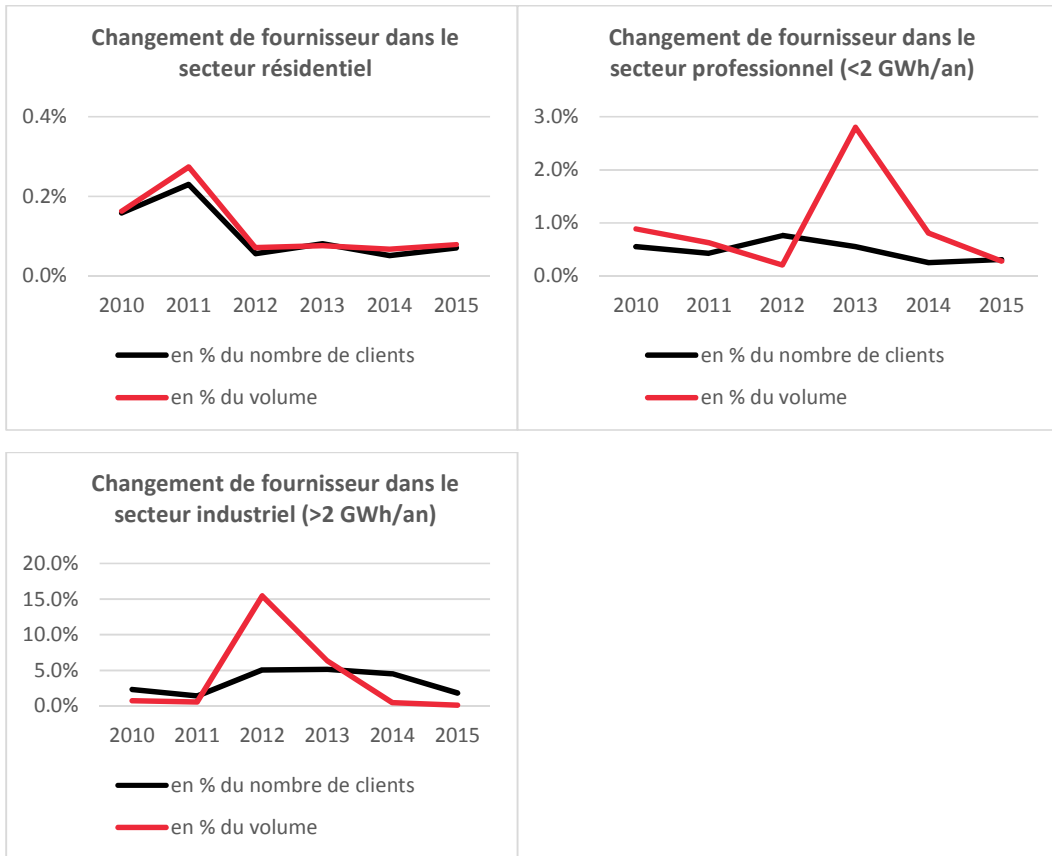 Changement de fournisseur dans le
secteur résidentiel
0.4%
0.2%
0.0%
2010 2011 2012 2013 2014 2015
en % du nombre de clients
en % du volume
Changement de fournisseur dans le
secteur professionnel (<2 GWh/an)
3.0%
2.0%
1.0%
0.0%
2010 2011 2012 2013 2014 2015
en % du nombre de clients
en % du volume
Changement de fournisseur dans le
secteur industriel (>2 GWh/an)
20.0%
15.0%
10.0%
5.0%
0.0%
2010 2011 2012 2013 2014 2015
en % du nombre de clients
en % du volume